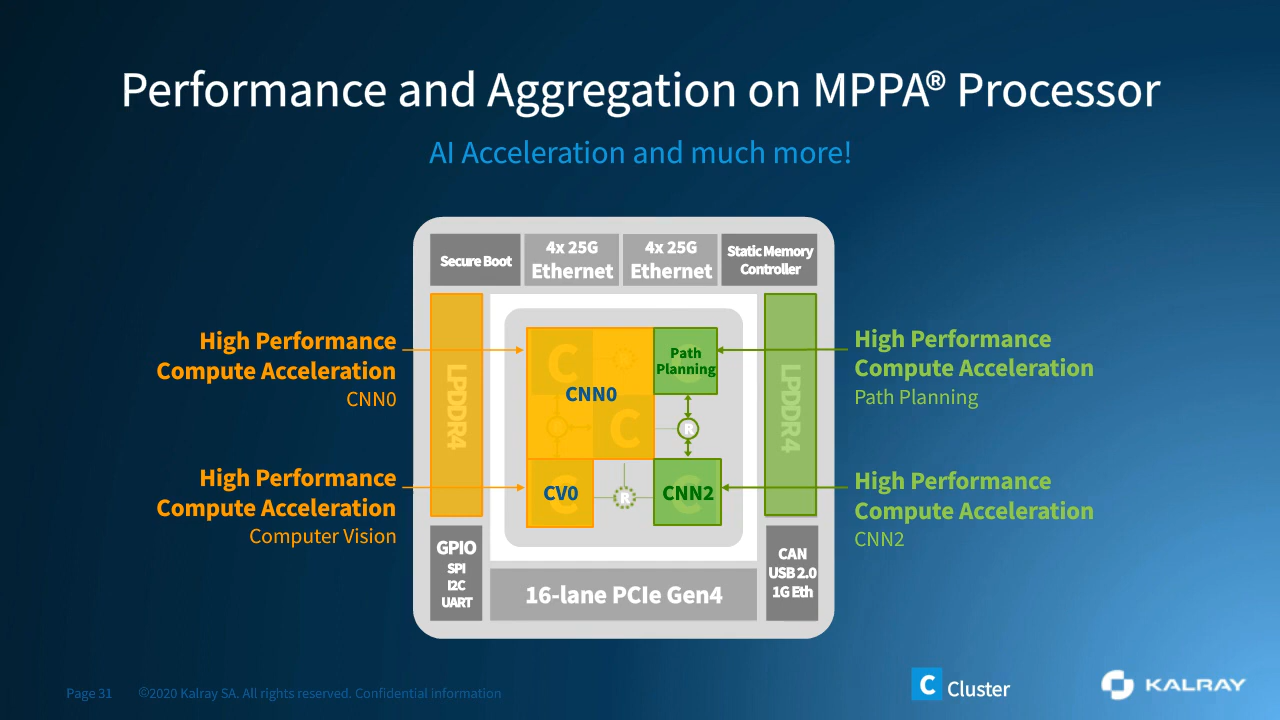 Performance and Aggregation on MPPA® Processor
AI Acceleration and much more!
Secure Boot
4x 25G
Ethernet
4x 25G
Ethernet
Static Memory
Controller
High Performance
Compute Acceleration
CNN0
LPDDR4
C
CNN0
C
R
Path
Planning
R
LPDDR4
High Performance
Compute Acceleration
Path Planning
High Performance
Compute Acceleration
Computer Vision
CV0
R
CNN2
High Performance
Compute Acceleration
CNN2
GPIO
SPI
I2C
UART
16-lane PCIe Gen4
CAN
USB 2.0
1G Eth
Page 31
©2020 Kalray SA. All rights reserved. Confidential information
C Cluster
KALRAY